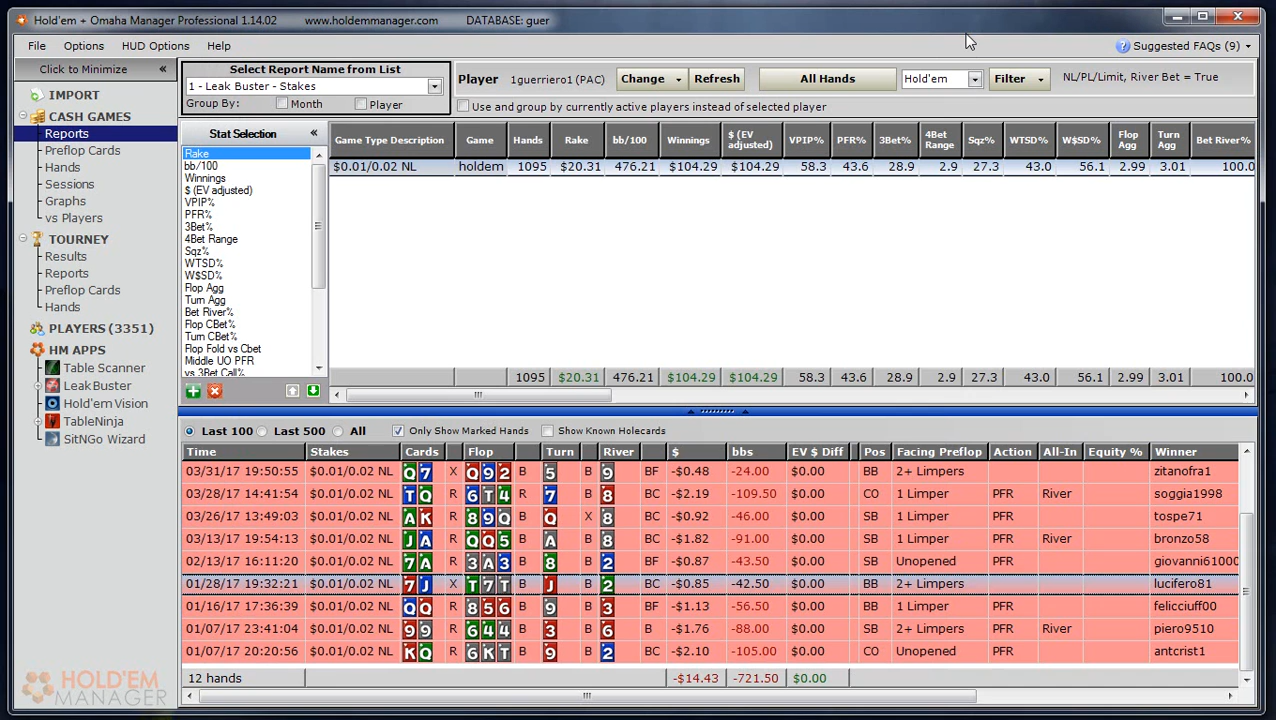 Hold'em + Omaha Manager Professional 1.14.02 www.holdemmanager.com DATABASE: guer
File Options HUD Options Help Suggested FAQs (9)
Click to Minimize «
IMPORT
CASH GAMES
Reports
Preflop Cards
Hands
Sessions
Graphs
vs Players
TOURNEY
Results
Reports
Preflop Cards
Hands
PLAYERS (3351)
HM APPS
Table Scanner
LeakBuster
Hold'em Vision
TableNinja
SitNGo Wizard
HOLD'EM
MANAGER
Select Report Name from List
1 - Leak Buster - Stakes
Group By: Month Player
Player 1guerriero1 (PAC) Change Refresh All Hands Hold'em Filter NL/PL/Limit, River Bet = True
Use and group by currently active players instead of selected player
Stat Selection «
Rake
bb/100
Winnings
$ (EV adjusted)
VPIP%
PFR%
3Bet%
4Bet Range
Sqz%
WTSD%
W$SD%
Flop Agg
Turn Agg
Bet River%
Flop CBet%
Turn CBet%
Flop Fold vs Cbet
Middle UO PFR
vs 3Bet Call%
Game Type Description Game Hands Rake bb/100 Winnings $ (EV adjusted) VPIP% PFR% 3Bet% 4Bet Range Sqz% WTSD% W$SD% Flop Agg Turn Agg Bet River%
$0.01/0.02 NL holdem 1095 $20.31 476.21 $104.29 $104.29 58.3 43.6 28.9 2.9 27.3 43.0 56.1 2.99 3.01 100.0
1095 $20.31 476.21 $104.29 $104.29 58.3 43.6 28.9 2.9 27.3 43.0 56.1 2.99 3.01 100.0
Last 100 Last 500 All Only Show Marked Hands Show Known Holecards
Time Stakes Cards Flop Turn River $ bbs EV $ Diff Pos Facing Preflop Action All-In Equity % Winner
03/31/17 19:50:55 $0.01/0.02 NL Q 7 X Q 9 2 B 5 B 9 BF -$0.48 -24.00 $0.00 BB 2+ Limpers zitanofra1
03/28/17 14:41:54 $0.01/0.02 NL T Q R 6 T 4 R 7 B 8 BC -$2.19 -109.50 $0.00 CO 1 Limper PFR River soggia1998
03/26/17 13:49:03 $0.01/0.02 NL A K R 8 9 Q B Q X 8 BC -$0.92 -46.00 $0.00 SB 1 Limper PFR tospe71
03/13/17 19:54:13 $0.01/0.02 NL J A R Q Q 5 B A B 8 BC -$1.82 -91.00 $0.00 SB 1 Limper PFR River bronzo58
02/13/17 16:11:20 $0.01/0.02 NL 7 A R 3 A 3 B 8 B 2 BC -$0.87 -43.50 $0.00 SB Unopened PFR giovanni61000
01/28/17 19:32:21 $0.01/0.02 NL 7 J X T 7 T B J B 2 BC -$0.85 -42.50 $0.00 BB 2+ Limpers lucifero81
01/16/17 17:36:39 $0.01/0.02 NL Q Q R 8 5 6 B 9 B 3 BF -$1.13 -56.50 $0.00 BB 1 Limper PFR felicciuff00
01/07/17 23:41:04 $0.01/0.02 NL 9 9 R 6 4 4 B 3 B 6 B -$1.76 -88.00 $0.00 SB 2+ Limpers PFR River piero9510
01/07/17 20:20:56 $0.01/0.02 NL K Q R 6 K T B 9 B 2 BC -$2.10 -105.00 $0.00 CO Unopened PFR antcrist1
12 hands -$14.43 -721.50 $0.00